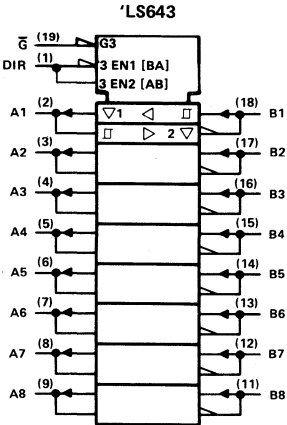 'LS643
G (19) G3
DIR (1) '3 EN1 [BA]
3 EN2 [AB]
A1 (2) ▽1 ◁ (18) B1
▷ 2▽
A2 (3) (17) B2
A3 (4) (16) B3
A4 (5) (15) B4
A5 (6) (14) B5
A6 (7) (13) B6
A7 (8) (12) B7
A8 (9) (11) B8